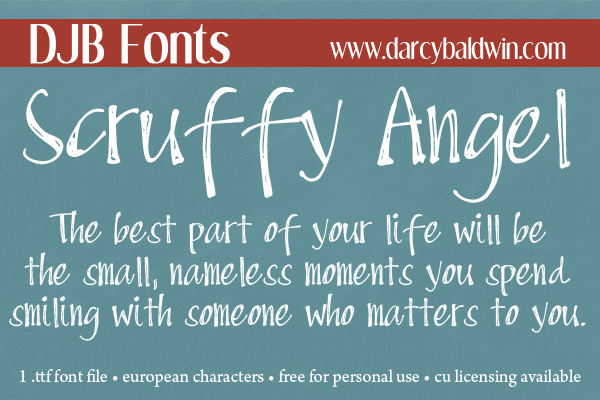 DJB Fonts
www.darcybaldwin.com
Scruffy Angel
The best part of your life will be
the small, nameless moments you spend
smiling with someone who matters to you.
1 .ttf font file • european characters • free for personal use • cu licensing available